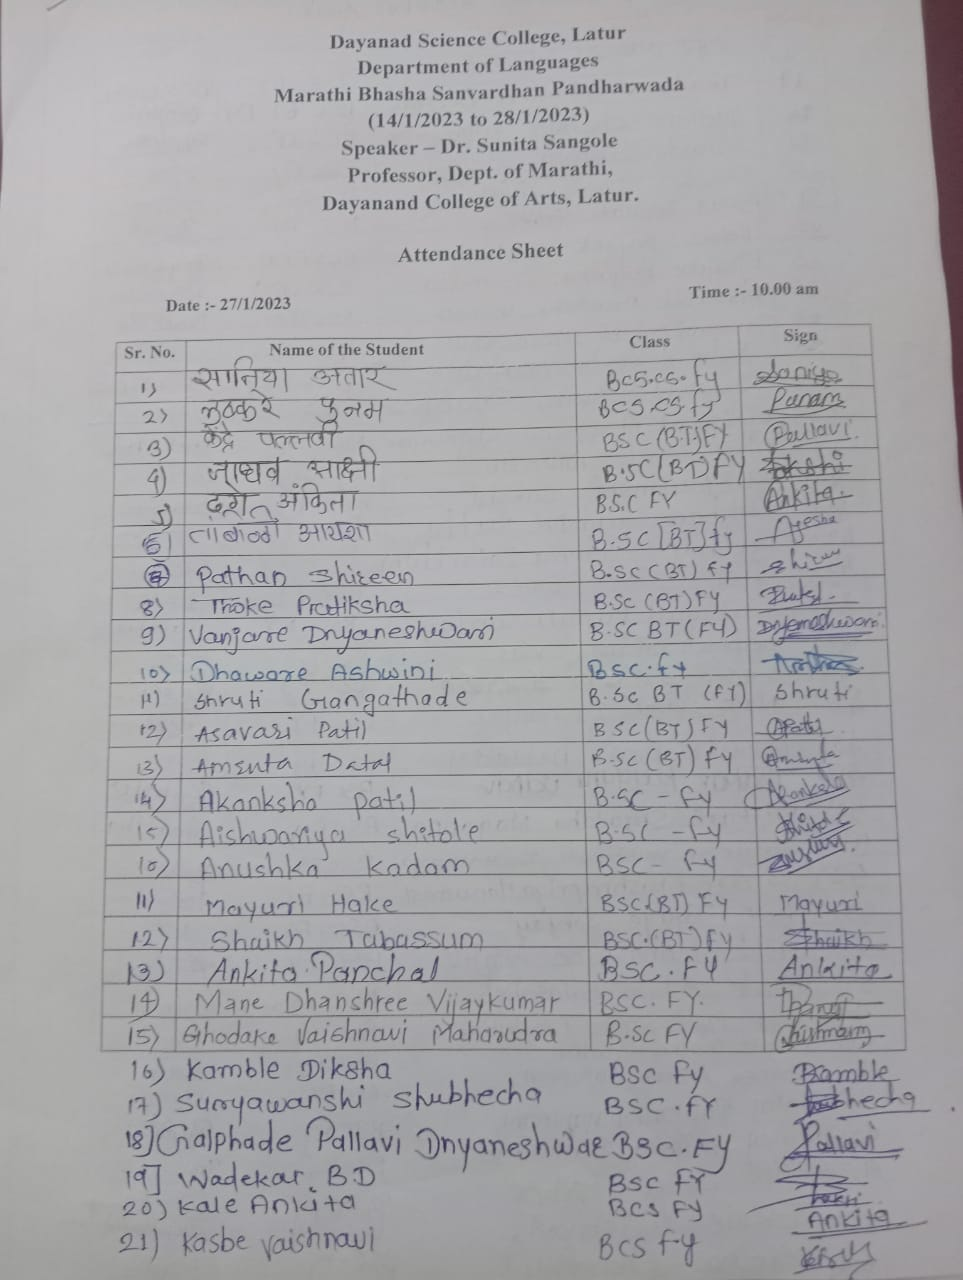 Dayanad Science College, Latur
Department of Languages
Marathi Bhasha Sanvardhan Pandharwada
(14/1/2023 to 28/1/2023)
Speaker – Dr. Sunita Sangole
Professor, Dept. of Marathi,
Dayanand College of Arts, Latur.
Attendance Sheet
Date :- 27/1/2023 Time :- 10.00 am
Sr. No. Name of the Student Class Sign
1) सानिया अतार BCS.CS. fy Saniya
2) पुनम BCS.CS. fy Punam
3) केंद्रे पल्लवी BSC (B.T.) FY Pallavi
4) जाधव साक्षी B.SC (BT) FY Sakshi
5) अंकिता BSC FY Ankita
6) आयशा B.SC [BT] fy Ayesha
7) Pathan Shireen B.SC (BT) FY
8) Thoke Pratiksha B.SC (BT) FY
9) Vanjare Dnyaneshwari B.SC BT (FY) Dnyaneshwari
10) Dhaware Ashwini BSC. fy
11) Shruti Gangathade B.SC BT (FY) Shruti
12) Asavari Patil BSC (BT) FY
13) Amruta Datal B.SC (BT) FY
14) Akanksha Patil B.SC - fy
15) Aishwariya Shitole B.SC - fy
10) Anushka Kadam BSC - fy
11) Mayuri Hake BSC.(BT) FY Mayuri
12) Shaikh Tabassum BSC.(BT) fy Shaikh
13) Ankita Panchal BSC. FY Ankita
14) Mane Dhanshree Vijaykumar BSC. FY.
15) Ghodake Vaishnavi Maharudra B.SC FY
16) Kamble Diksha BSC fy
17) Suryawanshi Shubhecha BSC. FY
18] Galphade Pallavi Dnyaneshwar BSC. FY Pallavi
19] Wadekar. B.D BSC FY
20) Kale Ankita BCS FY Ankita
21) Kasbe Vaishnavi BCS fy